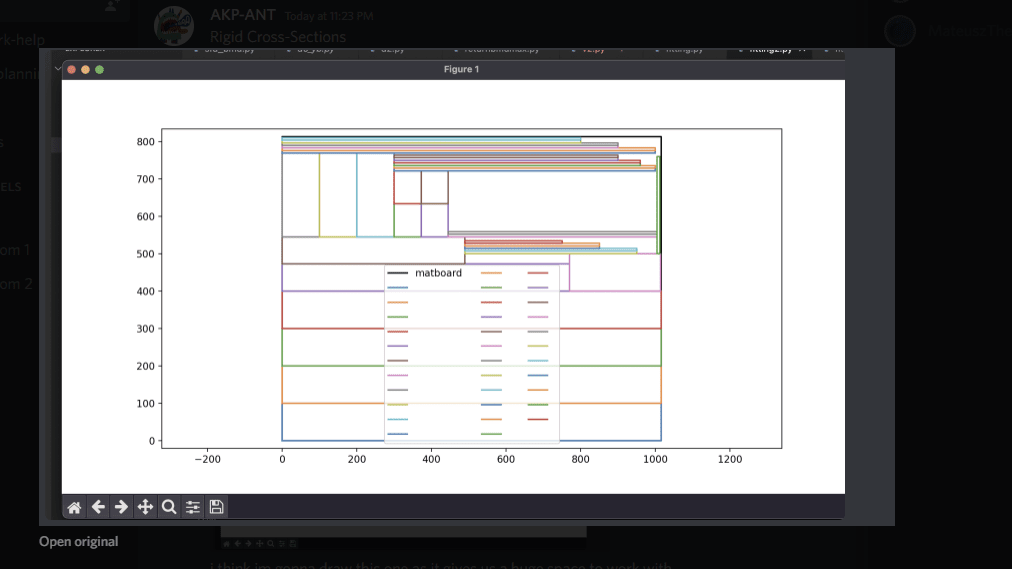 AKP-ANT Today at 11:23 PM
rk-help
Rigid Cross-Sections
planni
fitting2.py
Figure 1
800
700
600
500
400
300
200
100
0
matboard
−200 0 200 400 600 800 1000 1200
ELS
om 1
om 2
Open original
i think im gonna draw this one as it gives us a huge space to work with